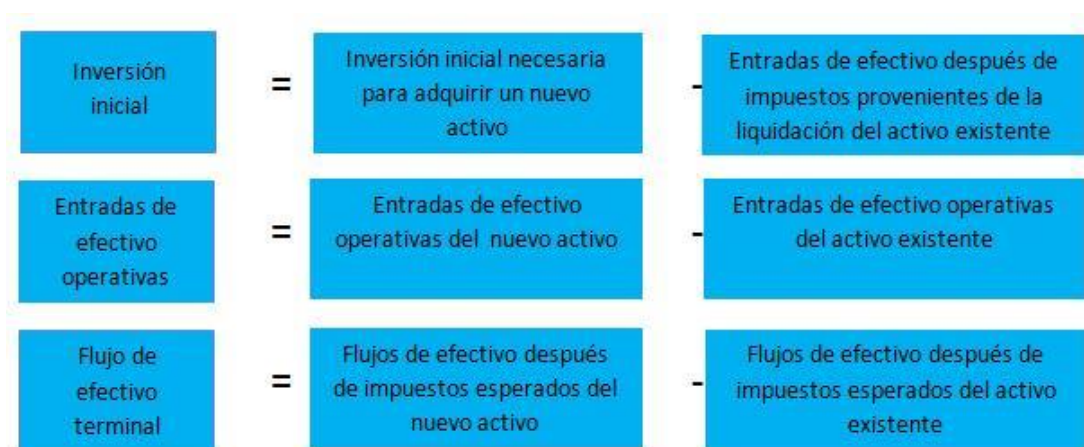 Inversión
inicial
=
Inversión inicial necesaria
para adquirir un nuevo
activo
-
Entradas de efectivo después de
impuestos provenientes de la
liquidación del activo existente
Entradas de
efectivo
operativas
=
Entradas de efectivo
operativas del nuevo activo
-
Entradas de efectivo operativas
del activo existente
Flujo de
efectivo
terminal
=
Flujos de efectivo después
de impuestos esperados del
nuevo activo
-
Flujos de efectivo después de
impuestos esperados del activo
existente